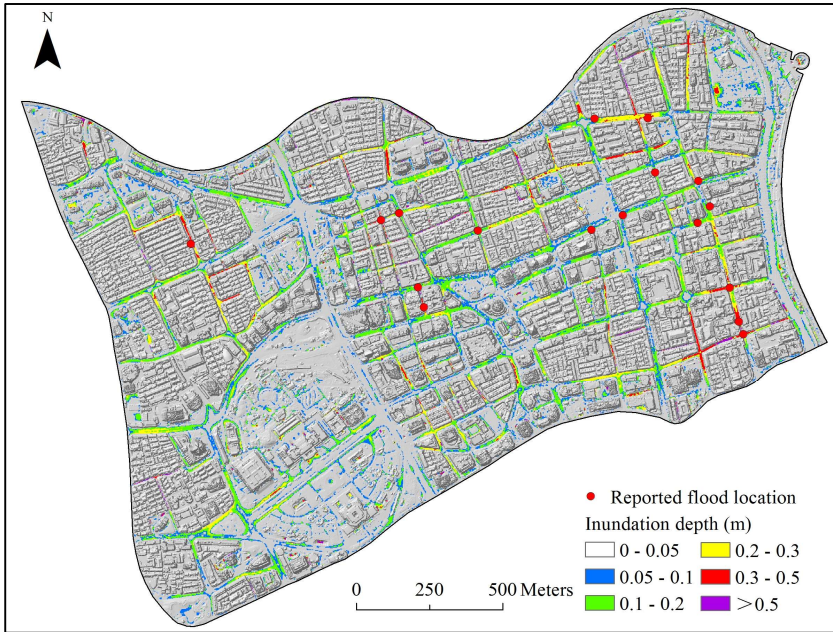 N
Reported flood location
Inundation depth (m)
0 - 0.05 0.2 - 0.3
0.05 - 0.1 0.3 - 0.5
0.1 - 0.2 >0.5
0 250 500 Meters